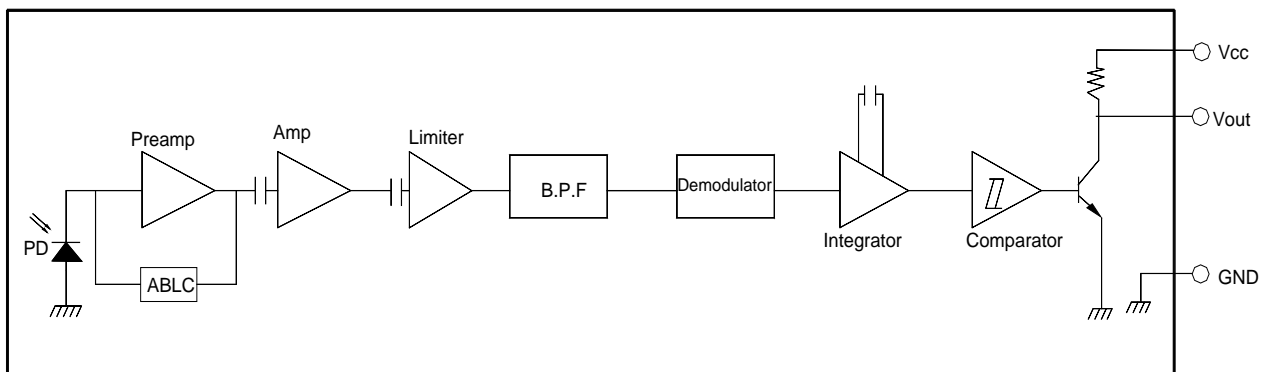 Vcc
Vout
Preamp
Amp
Limiter
B.P.F
Demodulator
Integrator
Comparator
PD
ABLC
GND